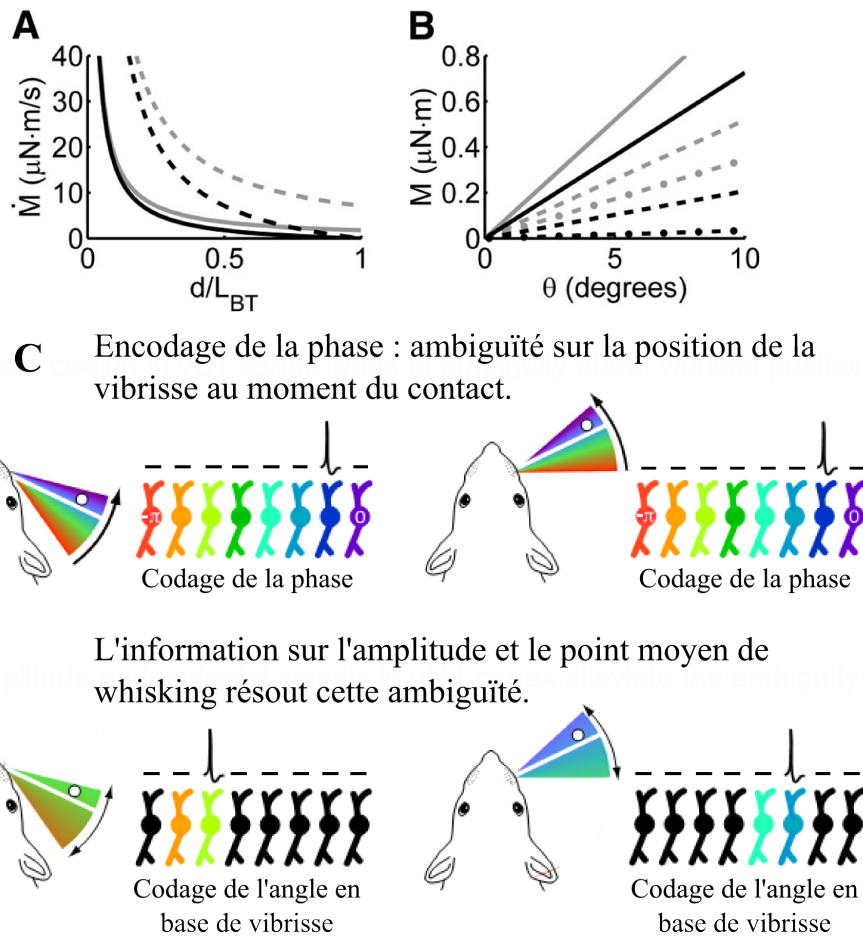 A
B
40
30
20
10
0
Ṁ (μN·m/s)
0
0.5
1
d/L_BT
0.8
0.6
0.4
0.2
0
M (μN·m)
0
5
10
θ (degrees)
C
Encodage de la phase : ambiguïté sur la position de la
vibrisse au moment du contact.
-π
0
-π
0
Codage de la phase
Codage de la phase
L'information sur l'amplitude et le point moyen de
whisking résout cette ambiguïté.
Codage de l'angle en
base de vibrisse
Codage de l'angle en
base de vibrisse